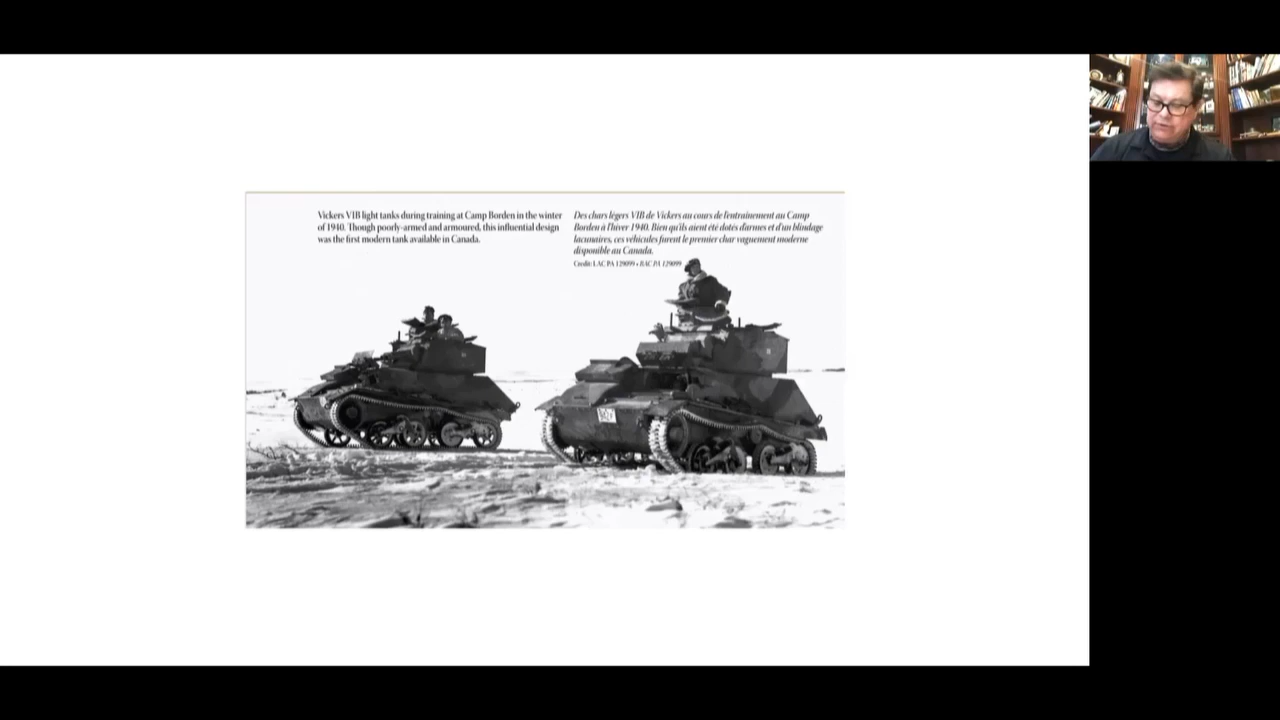 Vickers VIB light tanks during training at Camp Borden in the winter
of 1940. Though poorly-armed and armoured, this influential design
was the first modern tank available in Canada.
Des chars légers VIB de Vickers au cours de l'entraînement au Camp
Borden à l'hiver 1940. Bien qu'ils aient été dotés d'armes et d'un blindage
lacunaires, ces véhicules furent le premier char vaguement moderne
disponible au Canada.
Credit: LAC PA 129099 • BAC PA 129099